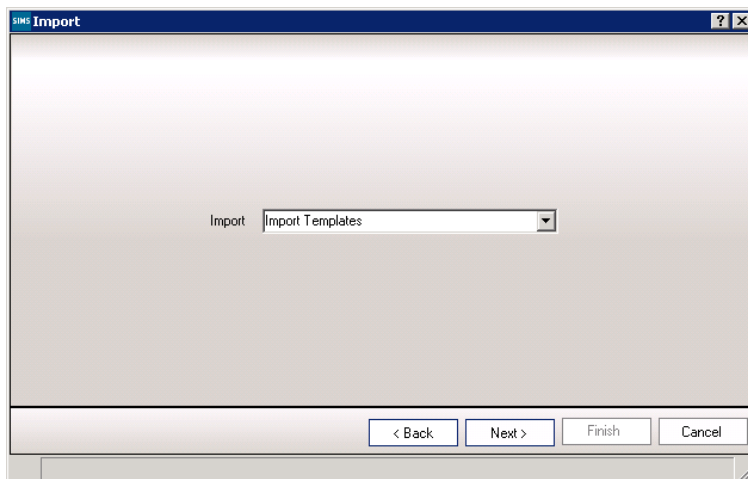 SIMS Import
Import Import Templates
< Back Next > Finish Cancel